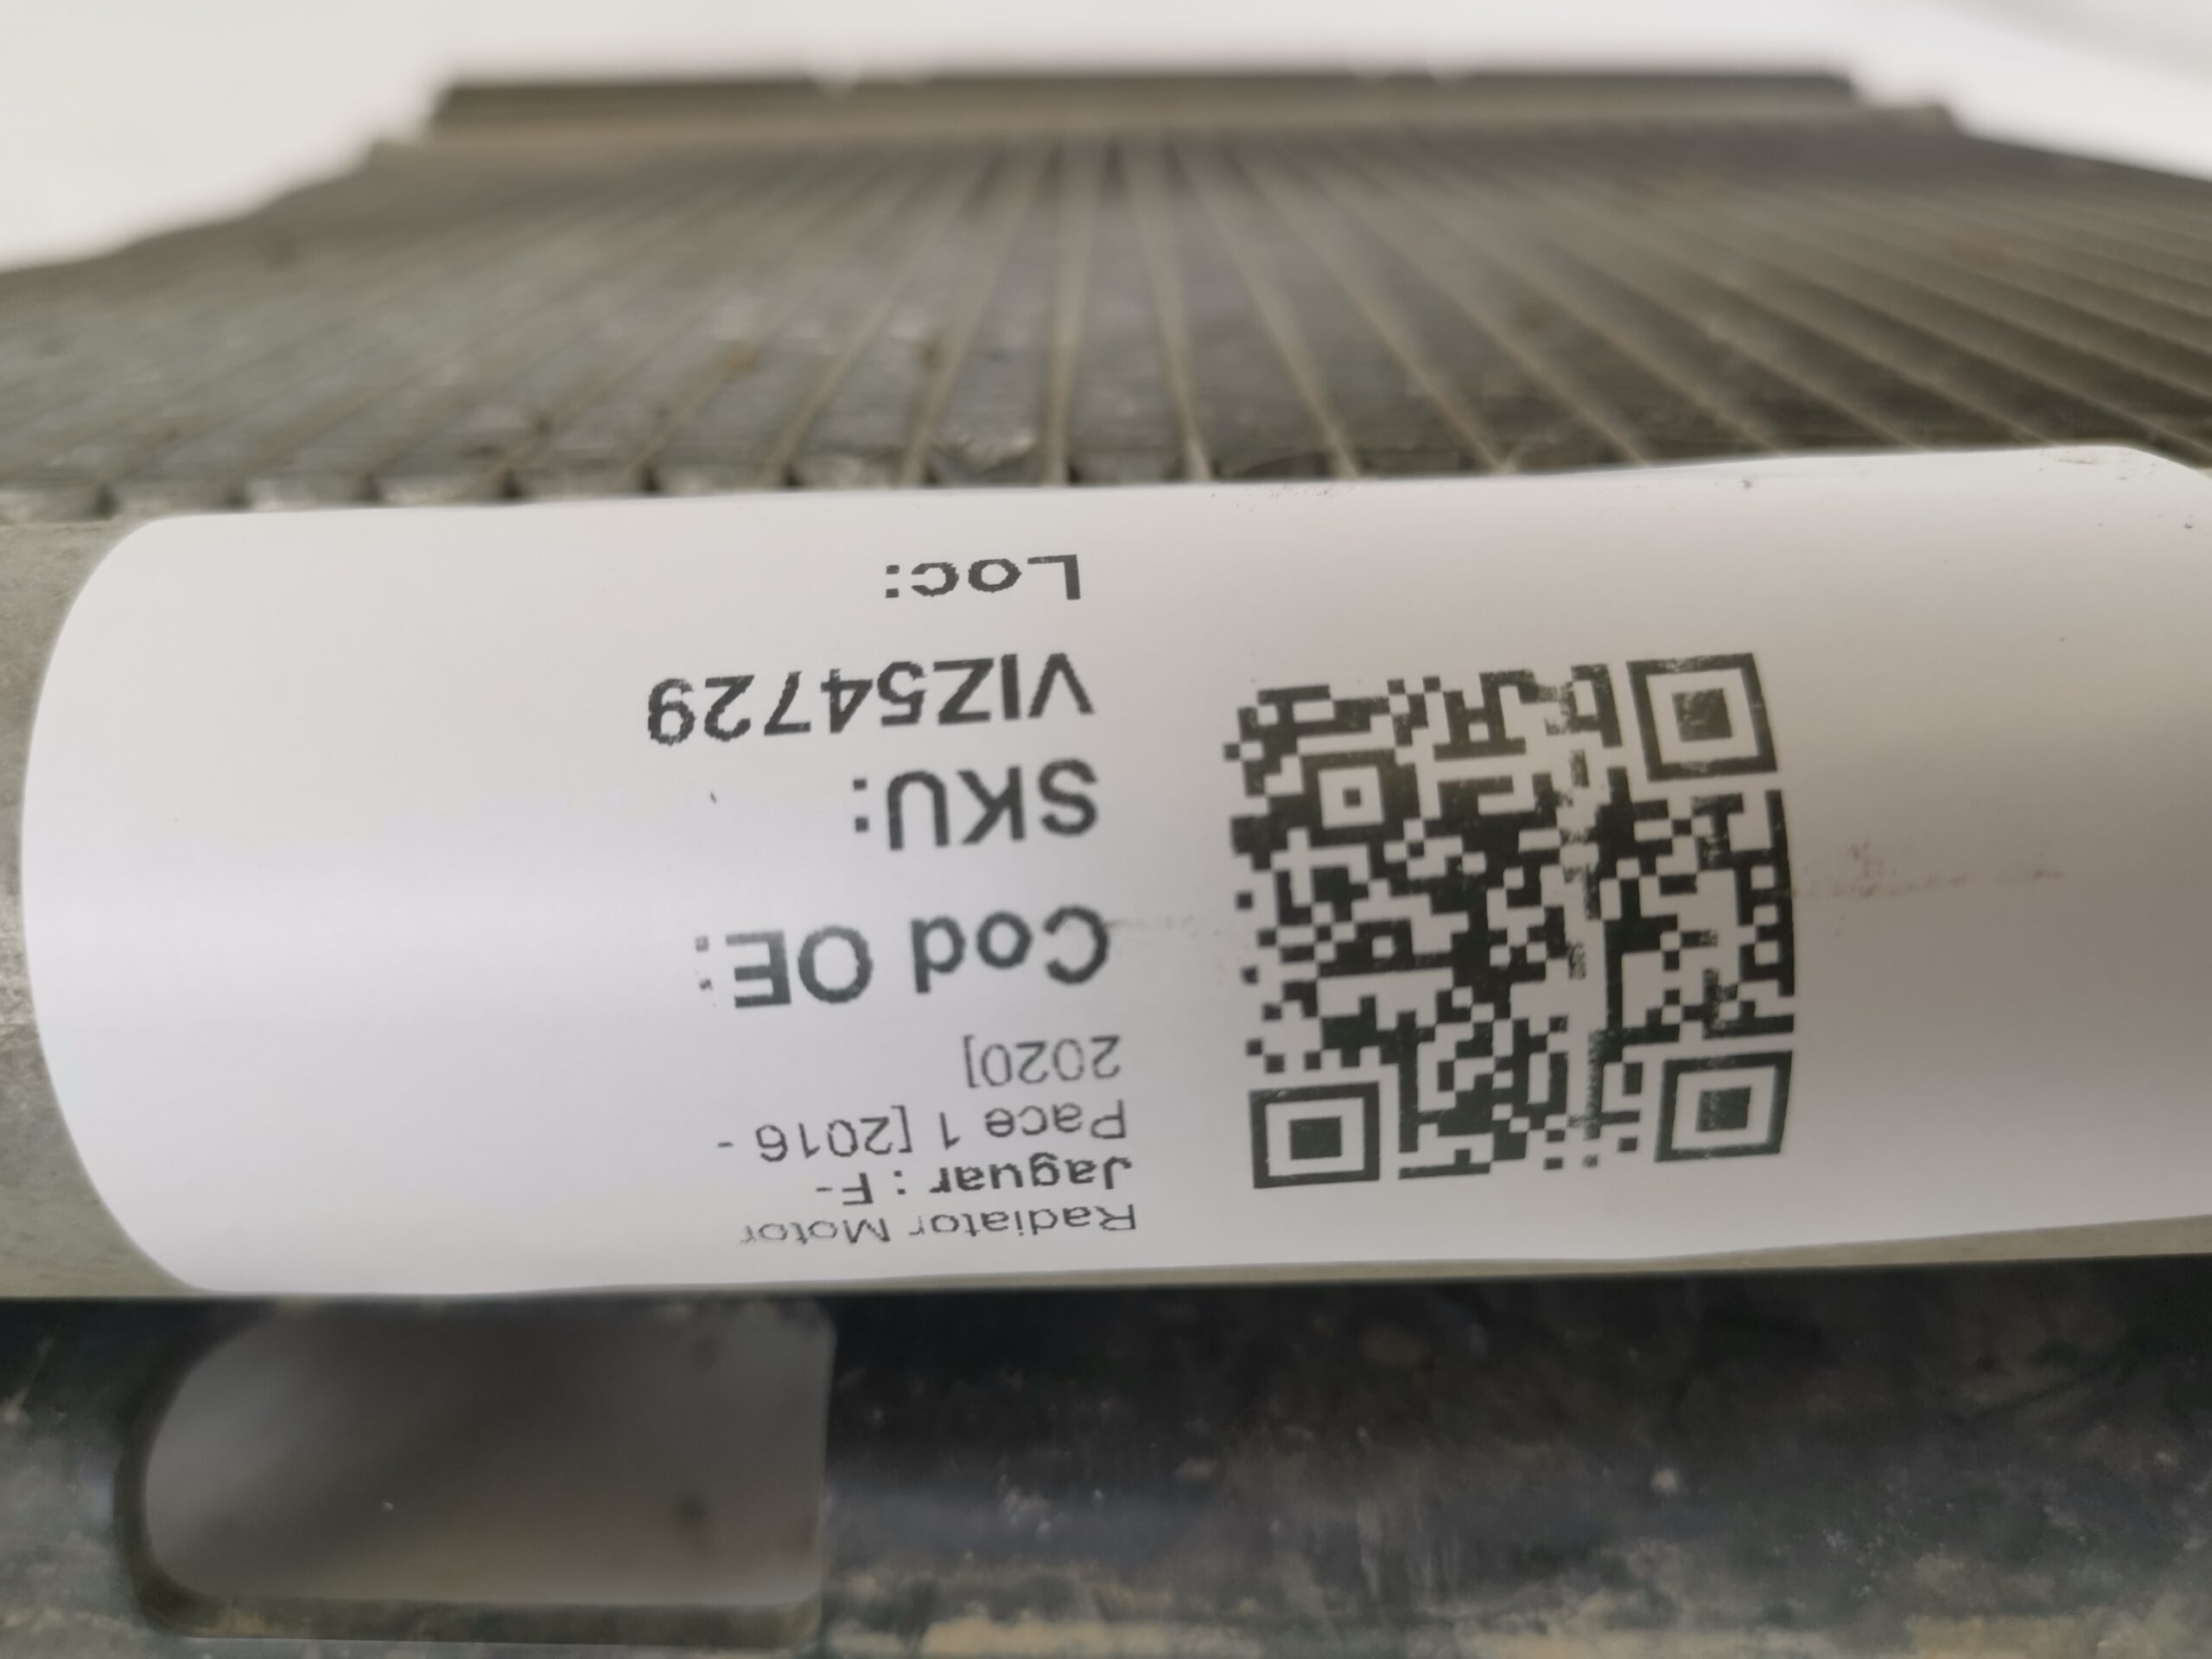 Radiator Motor
Jaguar : F-
Pace 1 [2016 -
2020]
Cod OE:
SKU:
VIZ54729
Loc: